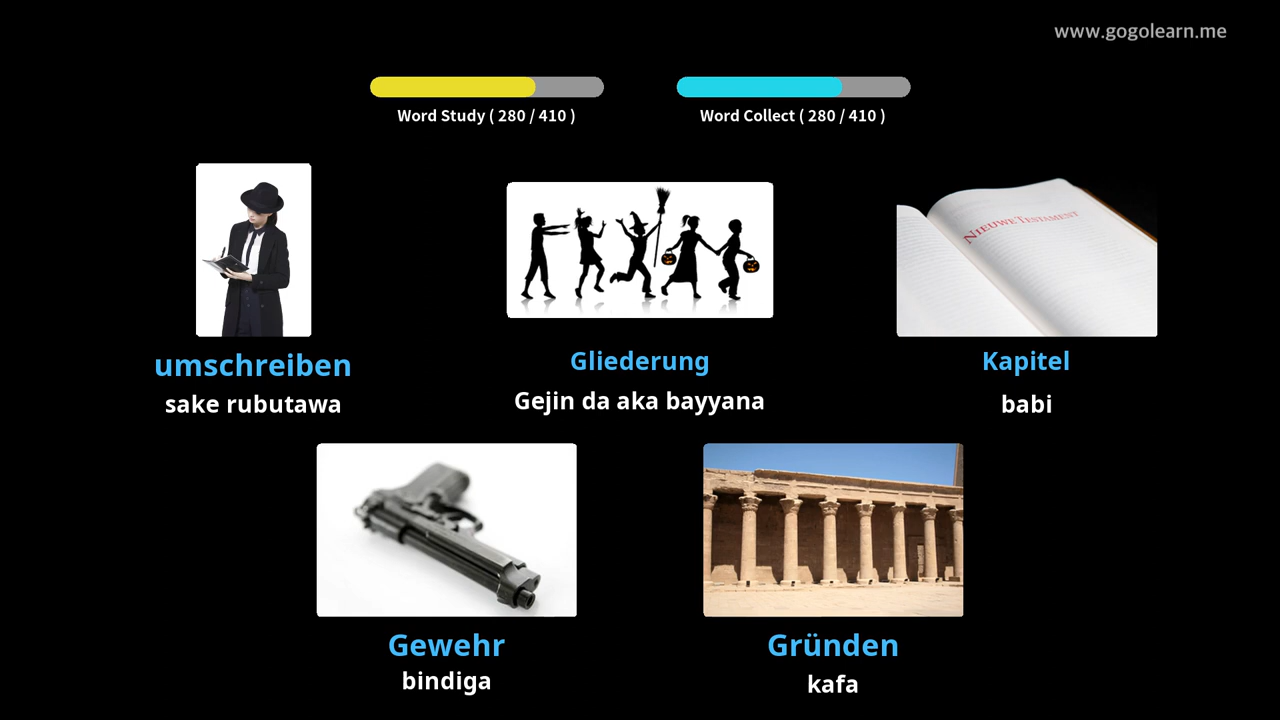 www.gogolearn.me
Word Study ( 280 / 410 )
Word Collect ( 280 / 410 )
NIEUWE TESTAMENT
umschreiben
sake rubutawa
Gliederung
Gejin da aka bayyana
Kapitel
babi
Gewehr
bindiga
Gründen
kafa